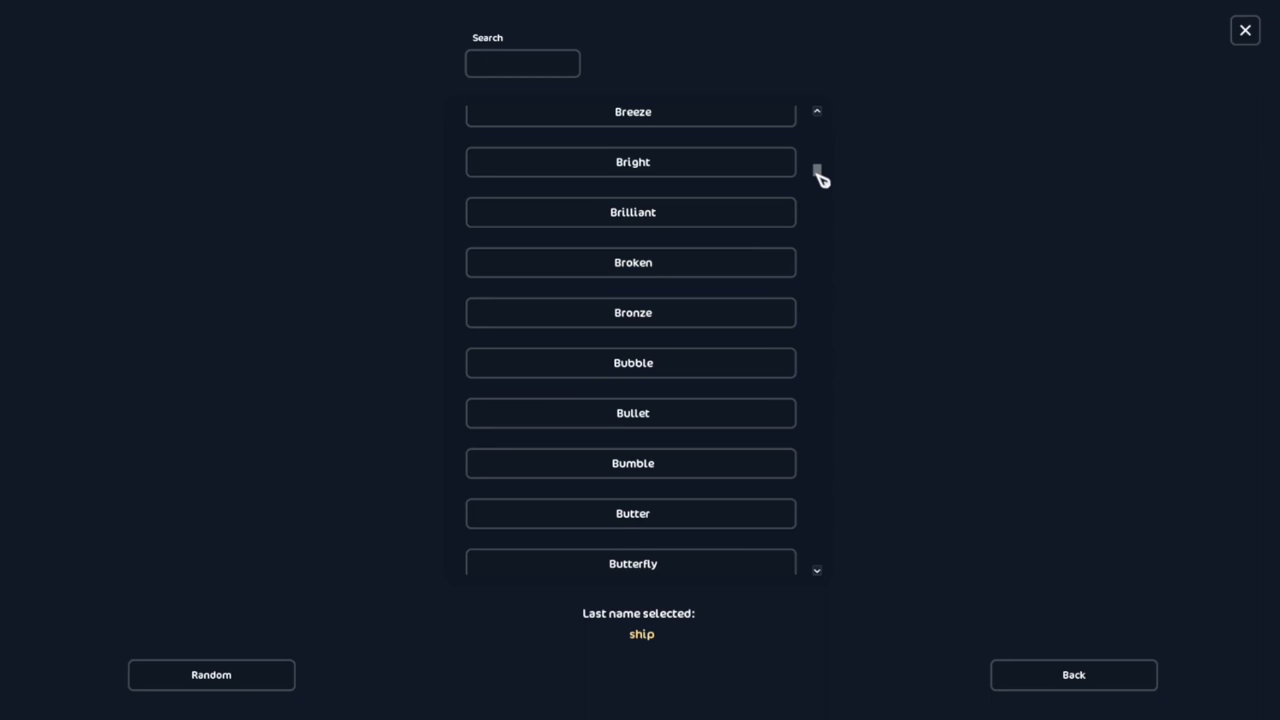 Search
Breeze
Bright
Brilliant
Broken
Bronze
Bubble
Bullet
Bumble
Butter
Butterfly
Last name selected:
ship
Random
Back